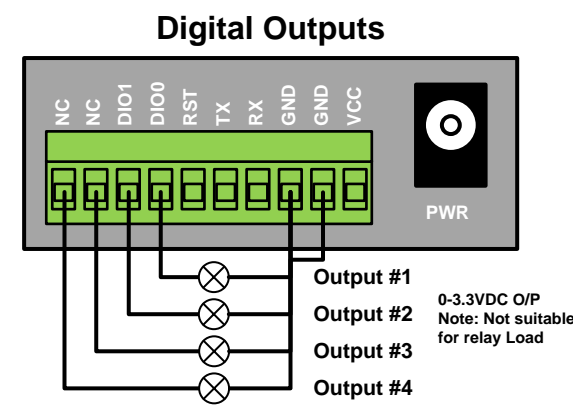 Digital Outputs
NC
NC
DIO1
DIO0
RST
TX
RX
GND
GND
VCC
PWR
Output #1
Output #2
Output #3
Output #4
0-3.3VDC O/P
Note: Not suitable
for relay Load